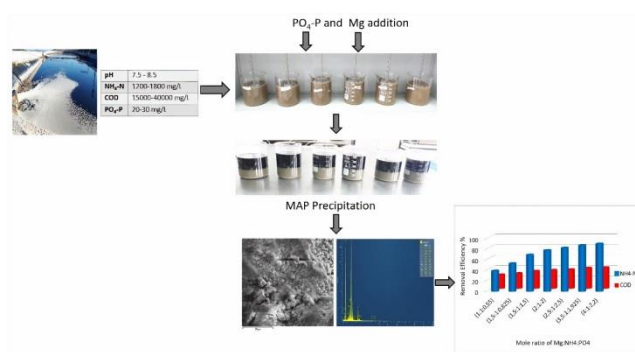 PO4-P and Mg addition
pH 7.5 - 8.5
NH4-N 1200-1800 mg/l
COD 15000-40000 mg/l
PO4-P 20-30 mg/l
MAP Precipitation
Removal Efficiency %
100
80
60
40
20
0
NH4-N
COD
(1:1:0,55)
(1,5:1:0,625)
(1,5:1:1,5)
(2:1:2)
(2,5:1:2,5)
(3,5:1:1,925)
(4:1:2,2)
Mole ratio of Mg:NH4:PO4